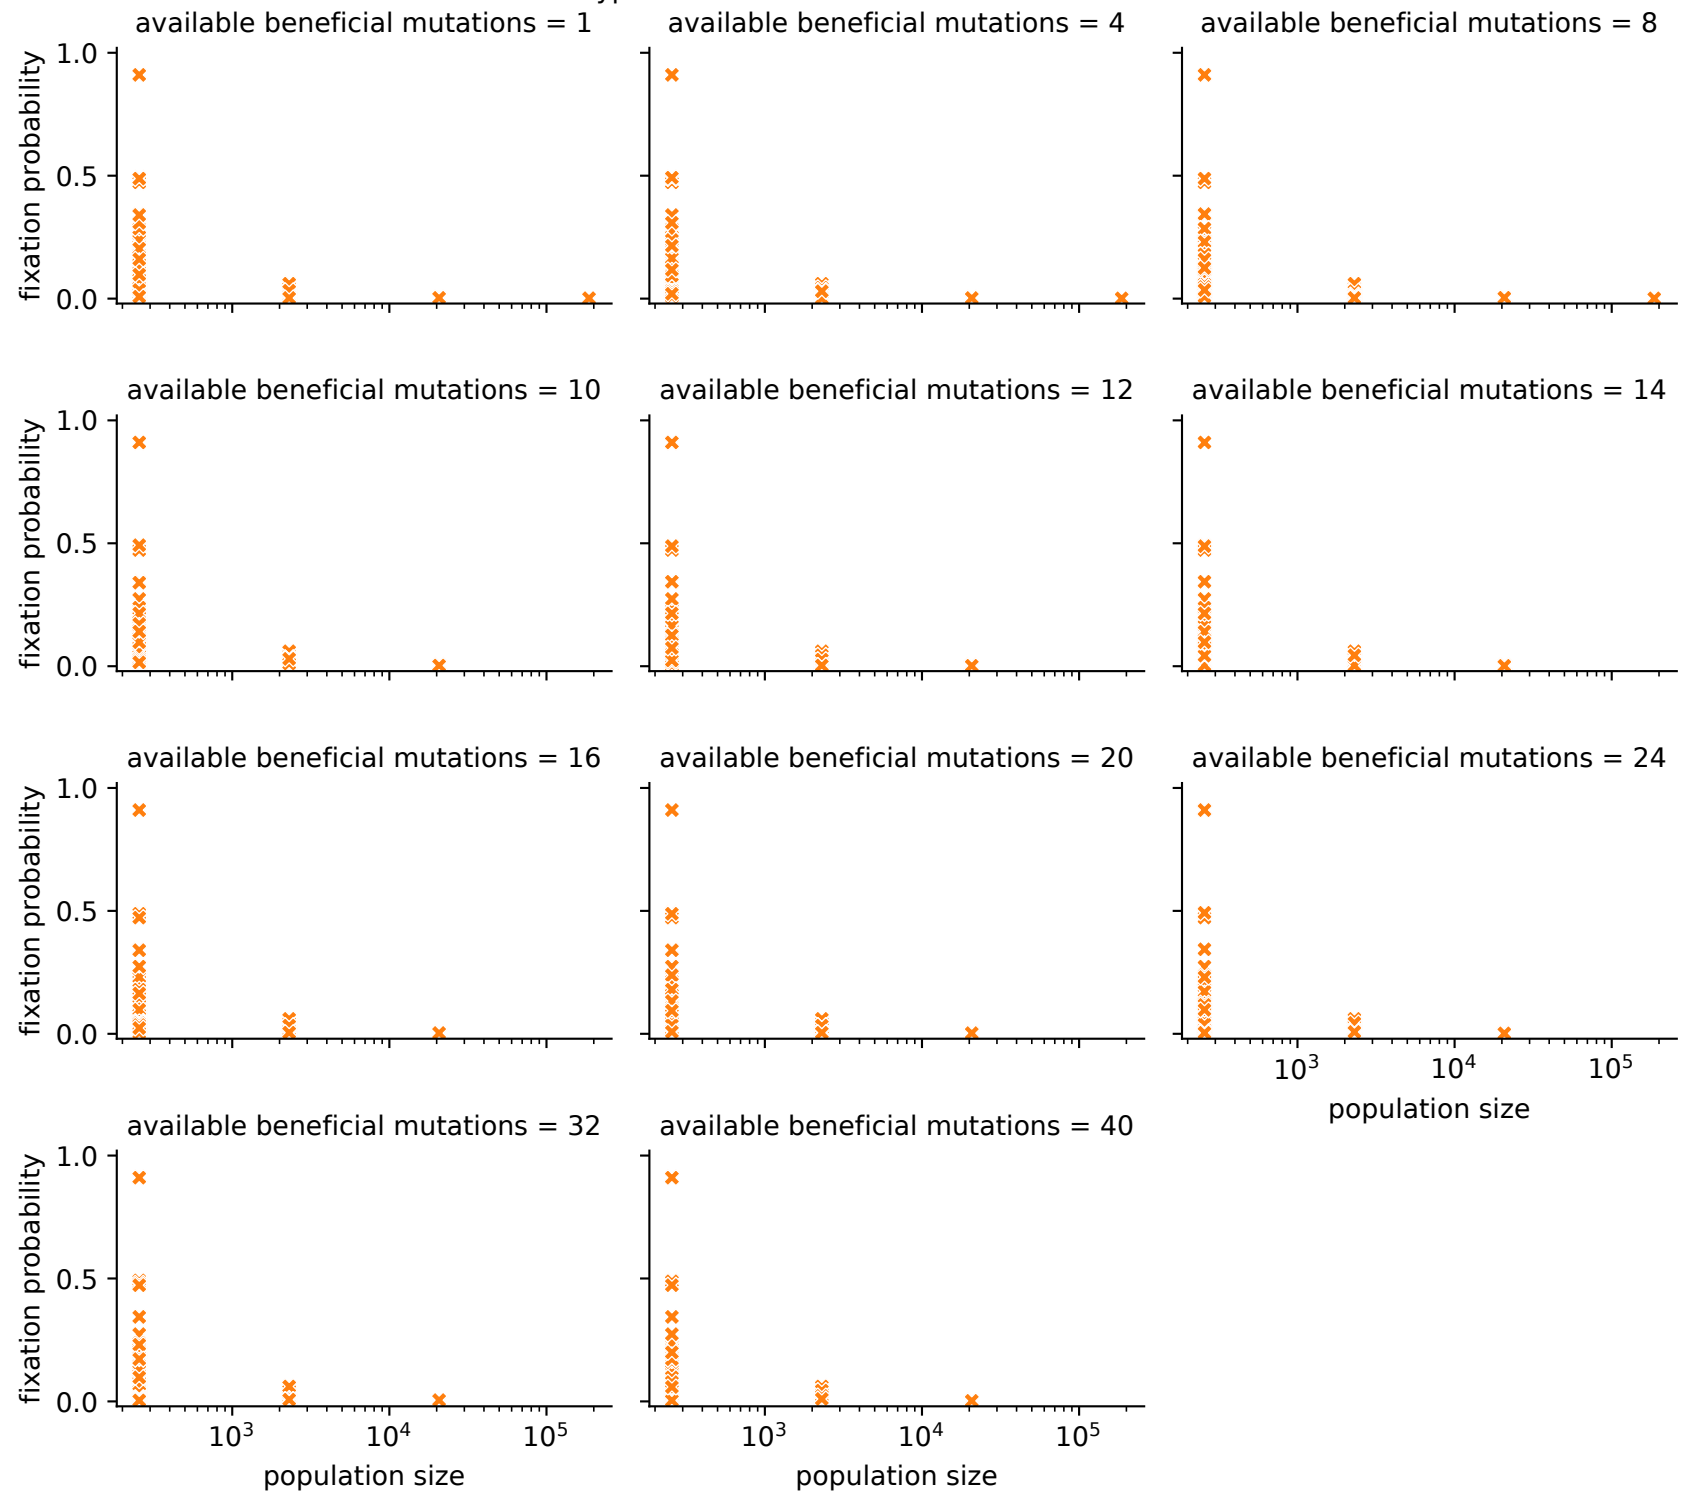 available beneficial mutations = 1
available beneficial mutations = 4
available beneficial mutations = 8
fixation probability
1.0
0.5
0.0
available beneficial mutations = 10
available beneficial mutations = 12
available beneficial mutations = 14
fixation probability
1.0
0.5
0.0
available beneficial mutations = 16
available beneficial mutations = 20
available beneficial mutations = 24
fixation probability
1.0
0.5
0.0
10³ 10⁴ 10⁵
population size
available beneficial mutations = 32
available beneficial mutations = 40
fixation probability
1.0
0.5
0.0
10³ 10⁴ 10⁵
10³ 10⁴ 10⁵
population size
population size